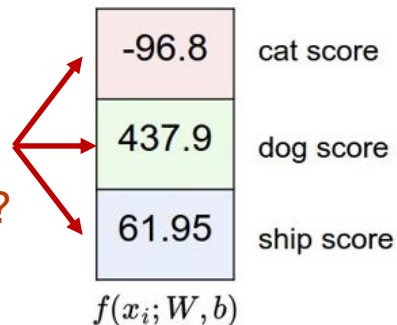 -96.8 cat score
437.9 dog score
?
61.95 ship score
f(x_i; W, b)